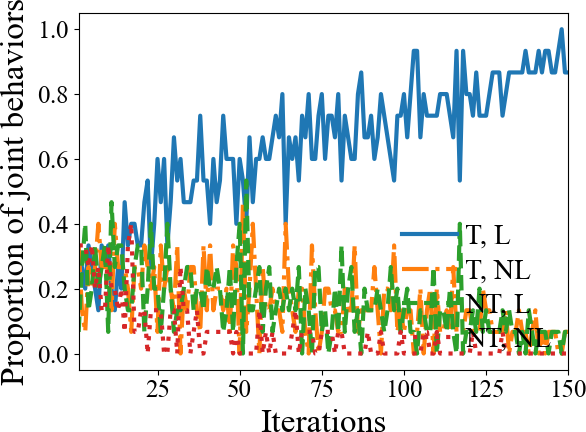 Proportion of joint behaviors
1.0
0.8
0.6
0.4
0.2
0.0
T, L
T, NL
NT, L
NT, NL
25 50 75 100 125 150
Iterations